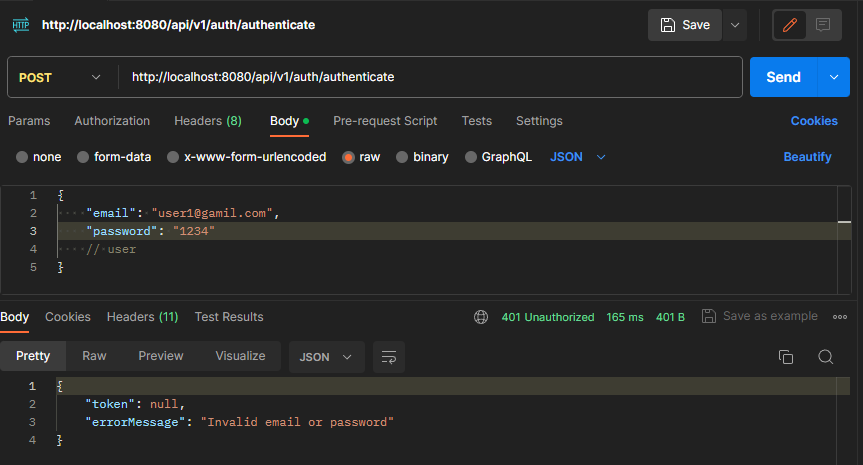 HTTP http://localhost:8080/api/v1/auth/authenticate Save
POST http://localhost:8080/api/v1/auth/authenticate Send
Params Authorization Headers (8) Body Pre-request Script Tests Settings Cookies
none form-data x-www-form-urlencoded raw binary GraphQL JSON Beautify
1 {
2 "email": "user1@gamil.com",
3 "password": "1234"
4 // user
5 }
Body Cookies Headers (11) Test Results 401 Unauthorized 165 ms 401 B Save as example
Pretty Raw Preview Visualize JSON
1 {
2 "token": null,
3 "errorMessage": "Invalid email or password"
4 }